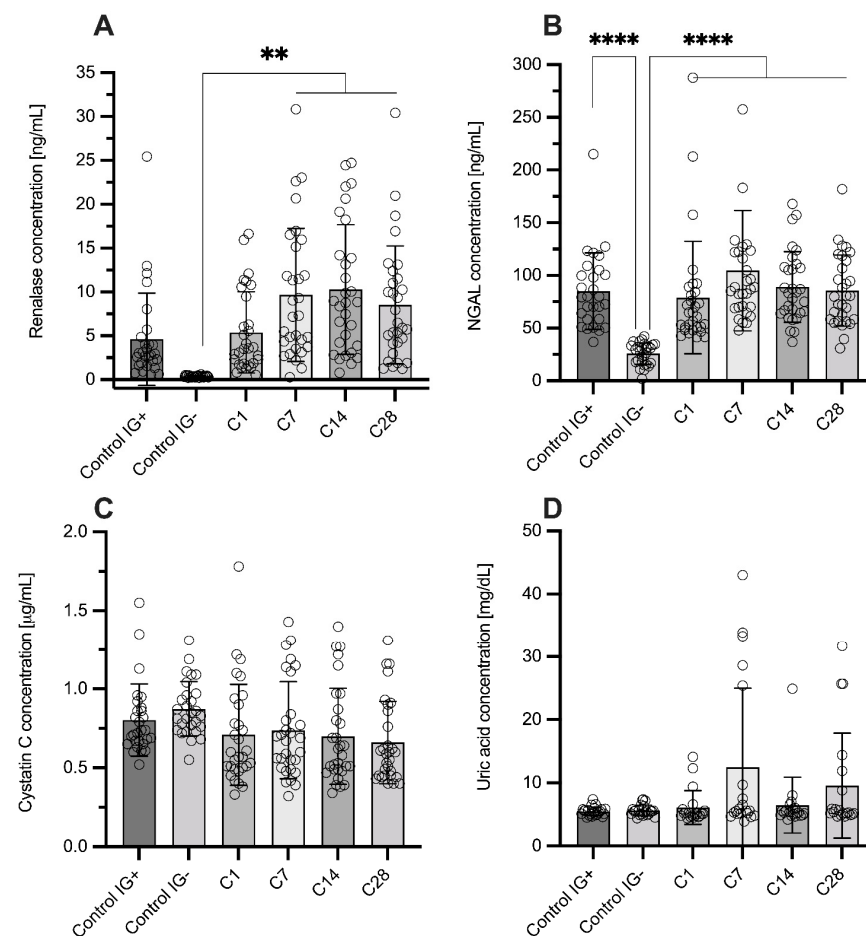 A
**
Renalase concentration [ng/mL]
35
30
25
20
15
10
5
0
Control IG+
Control IG-
C1
C7
C14
C28
B
****
****
NGAL concentration [ng/mL]
300
250
200
150
100
50
0
Control IG+
Control IG-
C1
C7
C14
C28
C
Cystatin C concentration [µg/mL]
2.0
1.5
1.0
0.5
0.0
Control IG+
Control IG-
C1
C7
C14
C28
D
Uric acid concentration [mg/dL]
50
40
30
20
10
0
Control IG+
Control IG-
C1
C7
C14
C28